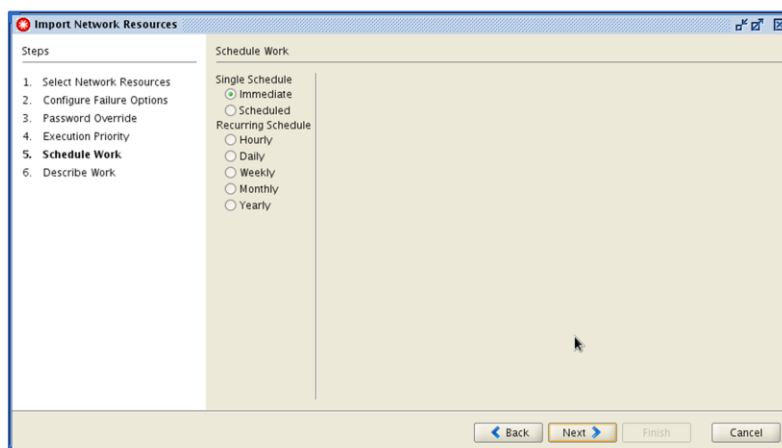 Import Network Resources
Steps
1. Select Network Resources
2. Configure Failure Options
3. Password Override
4. Execution Priority
5. Schedule Work
6. Describe Work
Schedule Work
Single Schedule
Immediate
Scheduled
Recurring Schedule
Hourly
Daily
Weekly
Monthly
Yearly
Back Next Finish Cancel